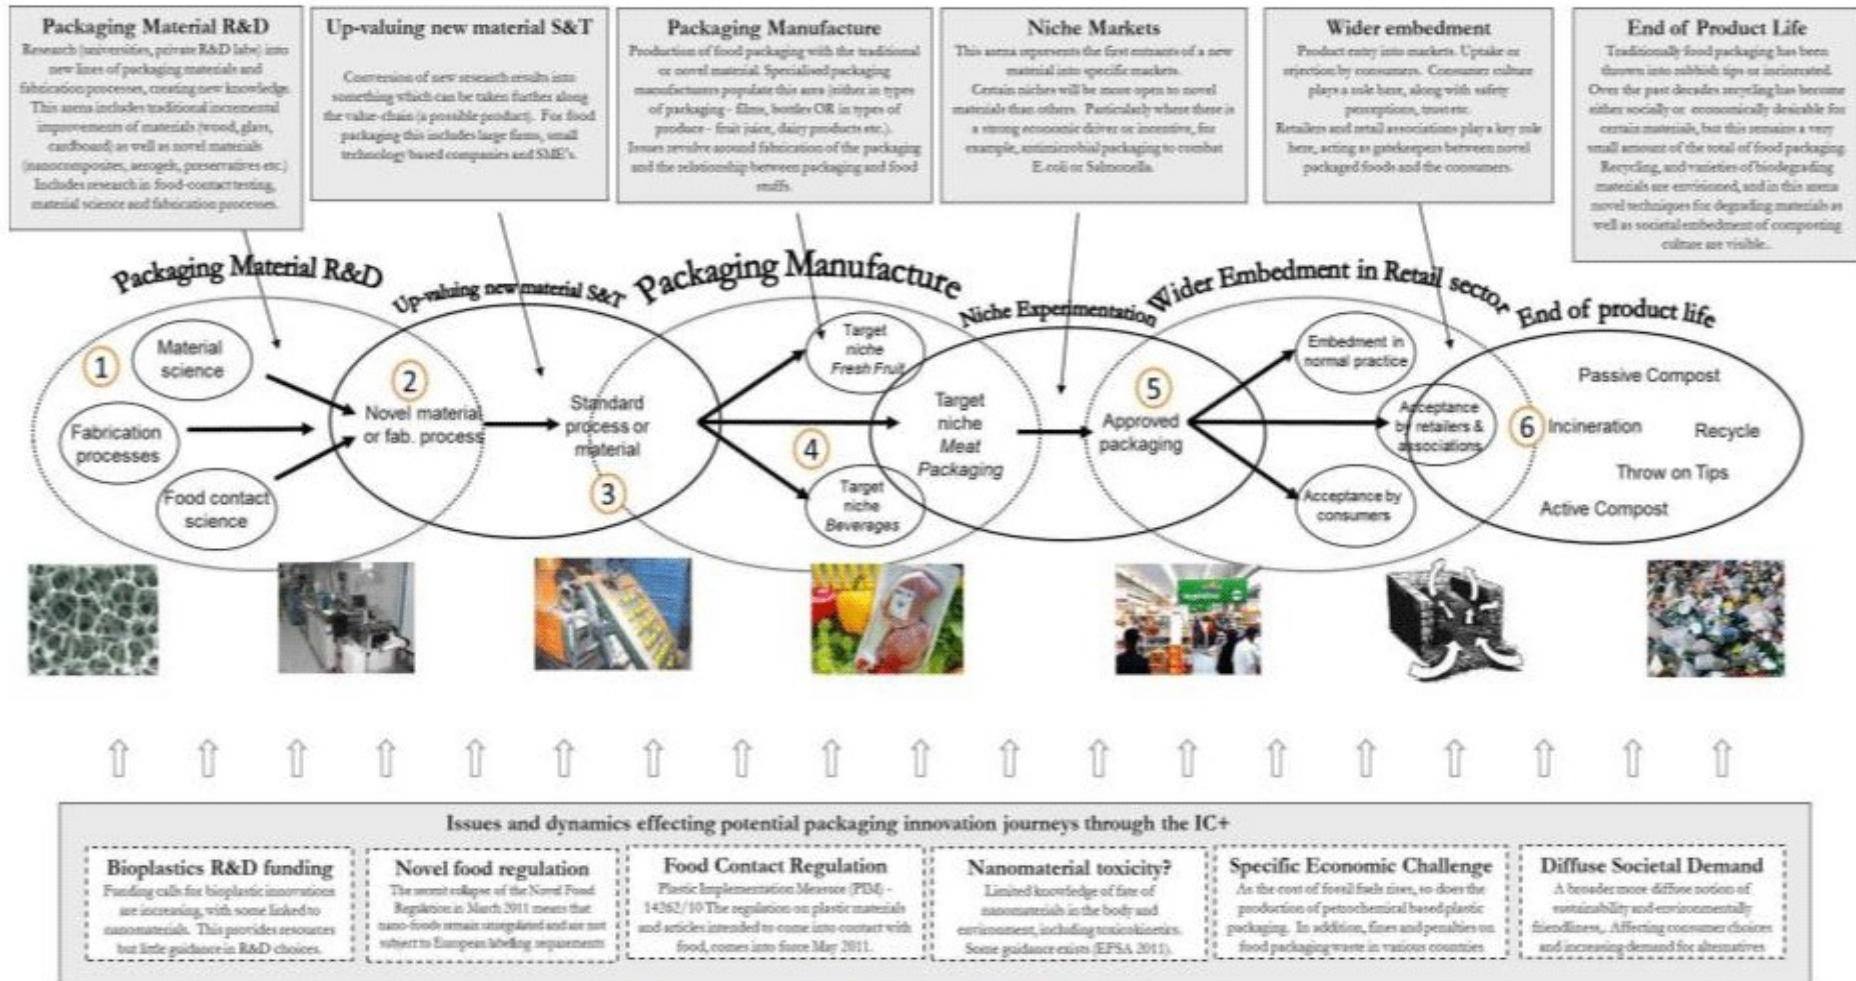 Packaging Material R&D
Research (universities, private R&D labs) into
new lines of packaging materials and
fabrication processes, creating new knowledge.
This arena includes traditional incremental
improvements of materials (wood, glass,
cardboard) as well as novel materials
(nanocomposites, aerogels, preservatives etc.)
Includes research in food-contact testing,
material science and fabrication processes.
Up-valuing new material S&T
Conversion of new research results into
something which can be taken further along
the value-chain (a possible product). For food
packaging this includes large firms, small
technology based companies and SME's.
Packaging Manufacture
Production of food packaging with the traditional
or novel material. Specialised packaging
manufacturers populate this area (either in types
of packaging - films, bottles OR in types of
produce - fruit juice, dairy products etc.).
Issues revolve around fabrication of the packaging
and the relationship between packaging and food
stuffs.
Niche Markets
This arena represents the first entrants of a new
material into specific markets.
Certain niches will be more open to novel
materials than others. Particularly where there is
a strong economic driver or incentive, for
example, antimicrobial packaging to combat
E-coli or Salmonella.
Wider embedment
Product entry into markets. Uptake or
rejection by consumers. Consumer culture
plays a role here, along with safety
perceptions, trust etc.
Retailers and retail associations play a key role
here, acting as gatekeepers between novel
packaged foods and the consumers.
End of Product Life
Traditionally food packaging has been
thrown into rubbish tips or incinerated.
Over the past decades recycling has become
either socially or economically desirable for
certain materials, but this remains a very
small amount of the total of food packaging.
Recycling, and varieties of biodegrading
materials are envisioned, and in this arena
novel techniques for degrading materials as
well as societal embedment of composting
culture are visible..
Packaging Material R&D
Up-valuing new material S&T
Packaging Manufacture
Niche Experimentation
Wider Embedment in Retail sector
End of product life
1
Material
science
Fabrication
processes
Food contact
science
2
Novel material
or fab. process
Standard
process or
material
3
Target
niche
Fresh Fruit
4
Target
niche
Beverages
Target
niche
Meat
Packaging
5
Approved
packaging
Embedment in
normal practice
Acceptance
by retailers &
associations
Acceptance by
consumers
6
Passive Compost
Incineration
Recycle
Throw on Tips
Active Compost
Issues and dynamics effecting potential packaging innovation journeys through the IC+
Bioplastics R&D funding
Funding calls for bioplastic innovations
are increasing, with some linked to
nanomaterials. This provides resources
but little guidance in R&D choices.
Novel food regulation
The recent collapse of the Novel Food
Regulation in March 2011 means that
nano-foods remain unregulated and are not
subject to European labelling requirements
Food Contact Regulation
Plastic Implementation Measure (PIM) -
14262/10 The regulation on plastic materials
and articles intended to come into contact with
food, comes into force May 2011.
Nanomaterial toxicity?
Limited knowledge of fate of
nanomaterials in the body and
environment, including toxicokinetics.
Some guidance exists (EFSA 2011).
Specific Economic Challenge
As the cost of fossil fuels rises, so does the
production of petrochemical based plastic
packaging. In addition, fines and penalties on
food packaging waste in various countries
Diffuse Societal Demand
A broader more diffuse notion of
sustainability and environmentally
friendliness,. Affecting consumer choices
and increasing demand for alternatives